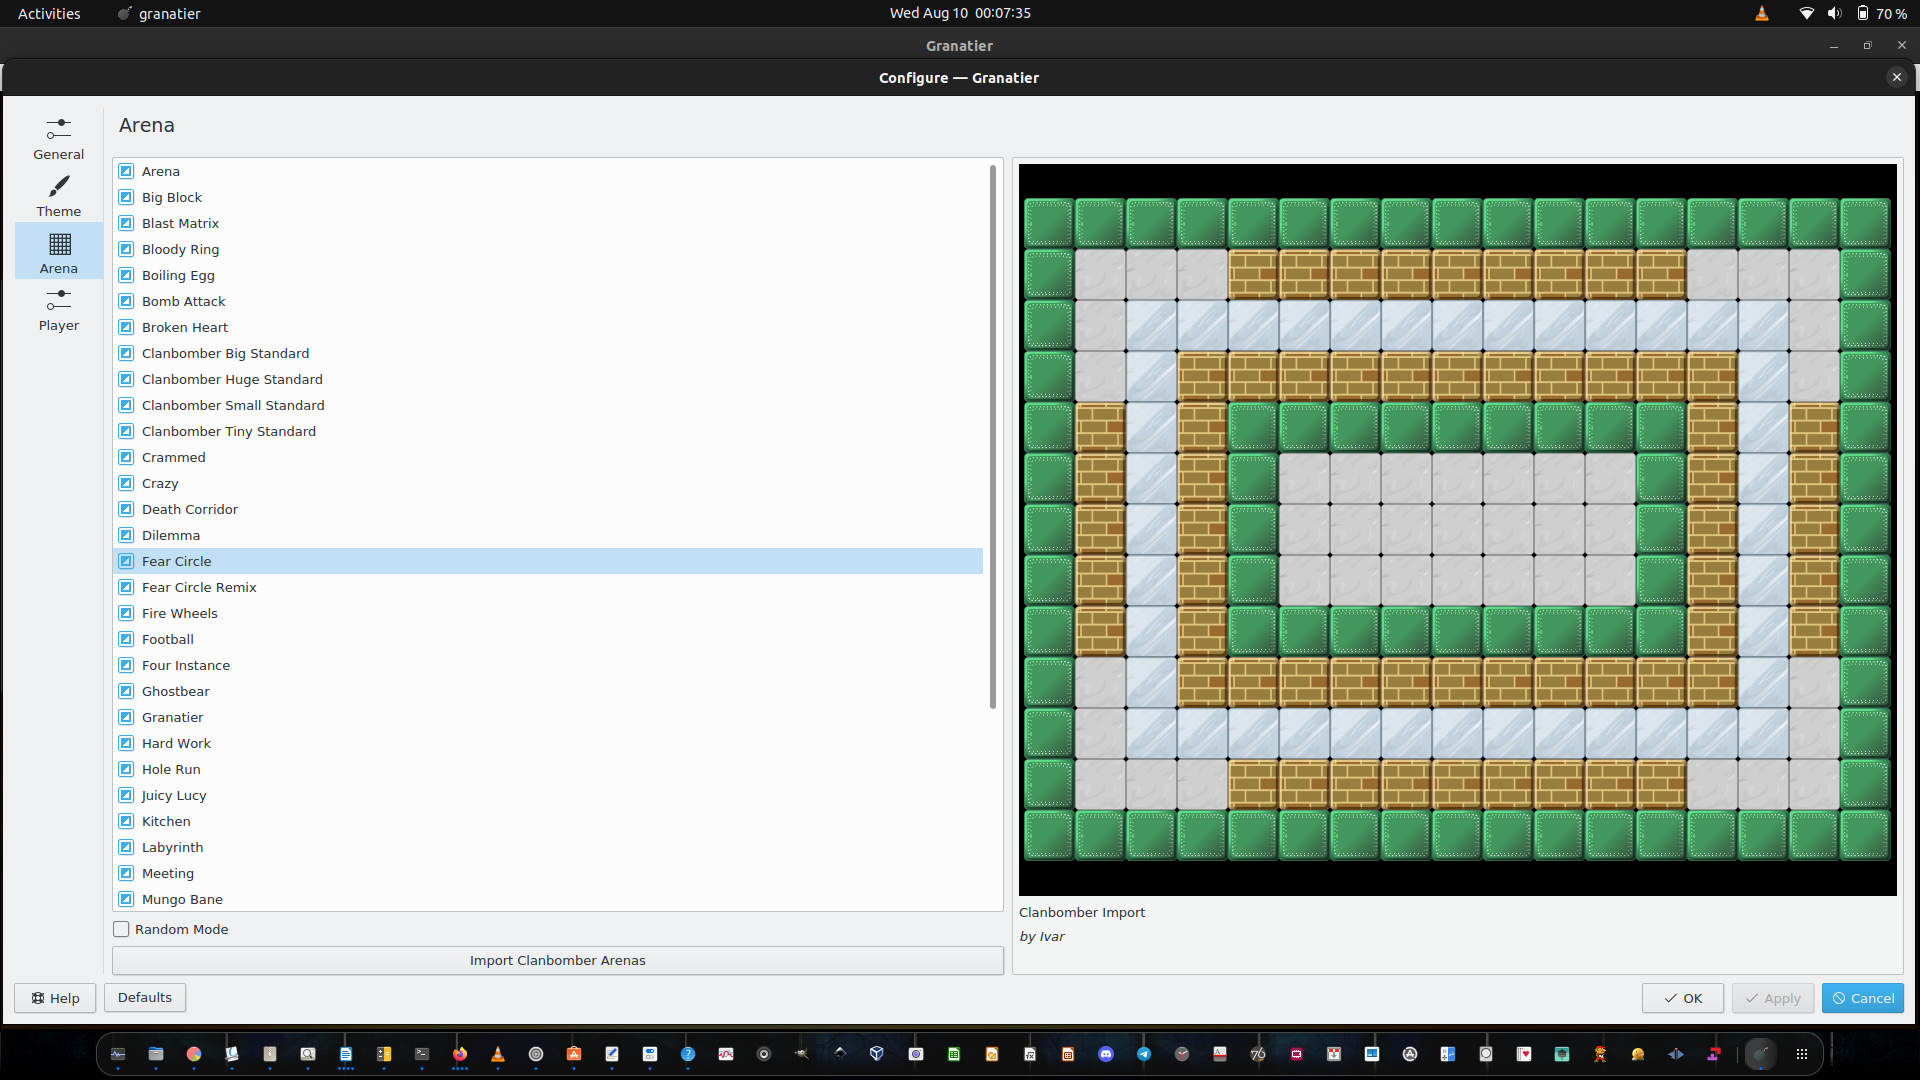 Activities
granatier
Wed Aug 10 00:07:35
70 %
Granatier
Configure — Granatier
General
Theme
Arena
Player
Arena
Arena
Big Block
Blast Matrix
Bloody Ring
Boiling Egg
Bomb Attack
Broken Heart
Clanbomber Big Standard
Clanbomber Huge Standard
Clanbomber Small Standard
Clanbomber Tiny Standard
Crammed
Crazy
Death Corridor
Dilemma
Fear Circle
Fear Circle Remix
Fire Wheels
Football
Four Instance
Ghostbear
Granatier
Hard Work
Hole Run
Juicy Lucy
Kitchen
Labyrinth
Meeting
Mungo Bane
Random Mode
Import Clanbomber Arenas
Clanbomber Import
by Ivar
Help
Defaults
OK
Apply
Cancel